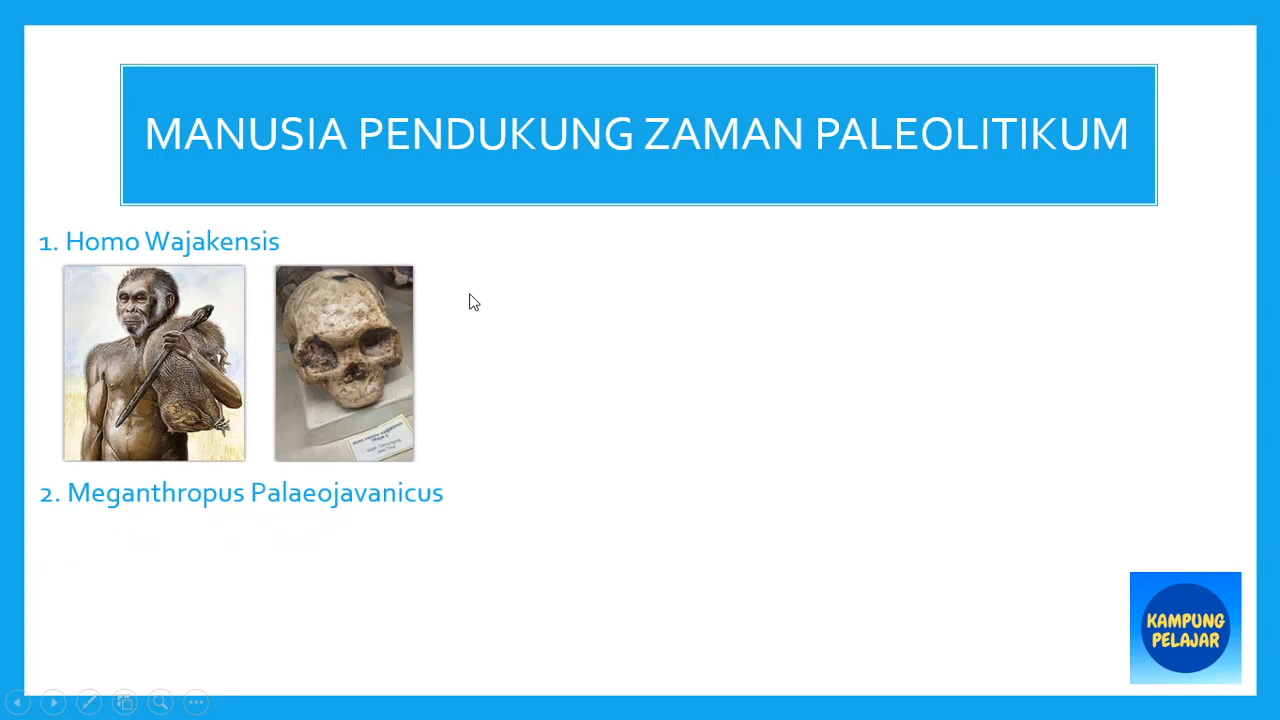 MANUSIA PENDUKUNG ZAMAN PALEOLITIKUM
1. Homo Wajakensis
2. Meganthropus Palaeojavanicus
KAMPUNG
PELAJAR